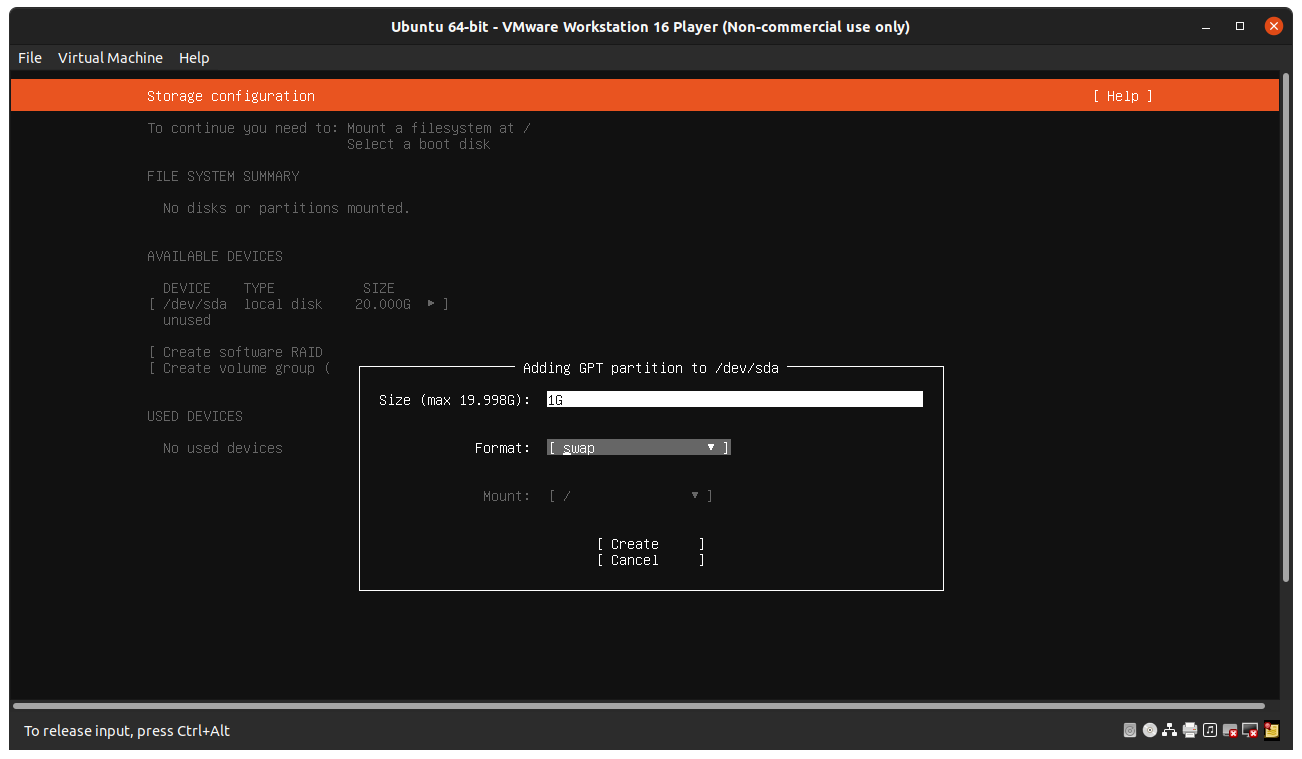 Ubuntu 64-bit - VMware Workstation 16 Player (Non-commercial use only)
File Virtual Machine Help
Storage configuration [ Help ]
To continue you need to: Mount a filesystem at /
Select a boot disk
FILE SYSTEM SUMMARY
No disks or partitions mounted.
AVAILABLE DEVICES
DEVICE TYPE SIZE
[ /dev/sda local disk 20.000G ▸ ]
unused
[ Create software RAID
[ Create volume group (
Adding GPT partition to /dev/sda
Size (max 19.998G): 1G
USED DEVICES
Format: [ swap ▾ ]
No used devices
Mount: [ / ▾ ]
[ Create ]
[ Cancel ]
To release input, press Ctrl+Alt